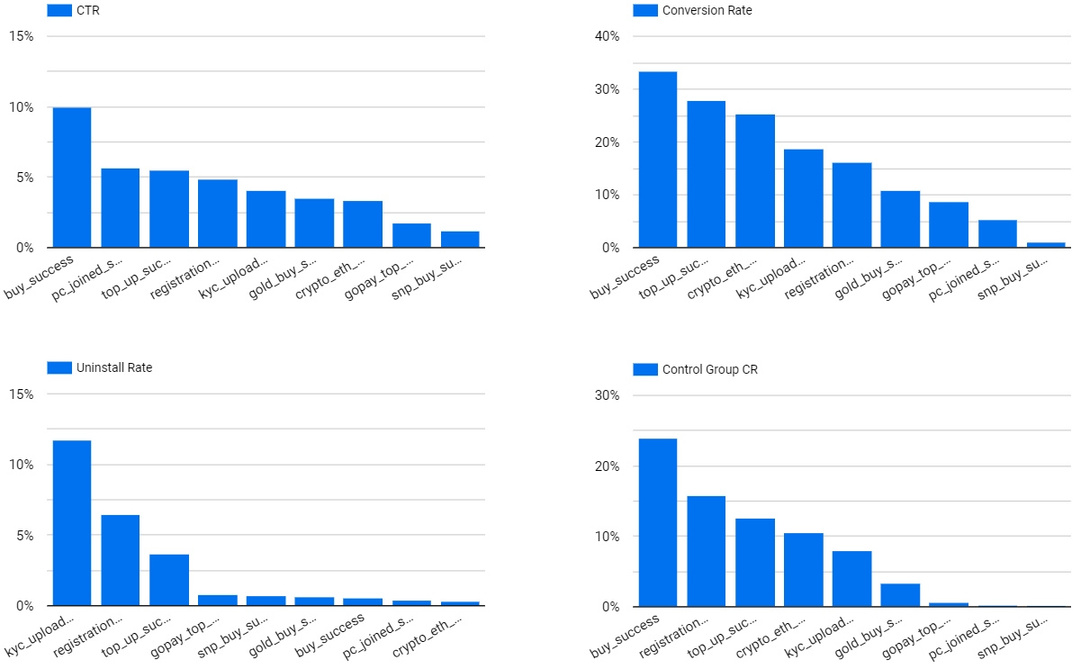 CTR
15%
10%
5%
0%
buy_success
pc_joined_s...
top_up_suc...
registration...
kyc_upload...
gold_buy_s...
crypto_eth_...
gopay_top_...
snp_buy_su...
Conversion Rate
40%
30%
20%
10%
0%
buy_success
top_up_suc...
crypto_eth_...
kyc_upload...
registration...
gold_buy_s...
gopay_top_...
pc_joined_s...
snp_buy_su...
Uninstall Rate
15%
10%
5%
0%
kyc_upload...
registration...
top_up_suc...
gopay_top_...
snp_buy_su...
gold_buy_s...
buy_success
pc_joined_s...
crypto_eth_...
Control Group CR
30%
20%
10%
0%
buy_success
registration...
top_up_suc...
crypto_eth_...
kyc_upload...
gold_buy_s...
gopay_top_...
pc_joined_s...
snp_buy_su...